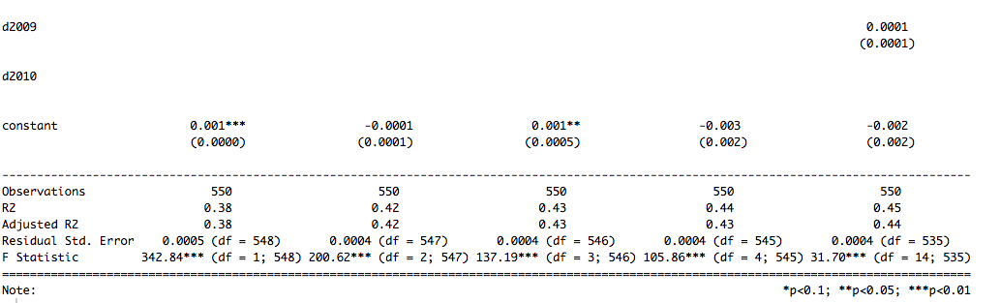 d2009 0.0001
(0.0001)
d2010
constant 0.001*** -0.0001 0.001** -0.003 -0.002
(0.0000) (0.0001) (0.0005) (0.002) (0.002)
-----------------------------------------------------------------------------------------------------------------------------------------
Observations 550 550 550 550 550
R2 0.38 0.42 0.43 0.44 0.45
Adjusted R2 0.38 0.42 0.43 0.43 0.44
Residual Std. Error 0.0005 (df = 548) 0.0004 (df = 547) 0.0004 (df = 546) 0.0004 (df = 545) 0.0004 (df = 535)
F Statistic 342.84*** (df = 1; 548) 200.62*** (df = 2; 547) 137.19*** (df = 3; 546) 105.86*** (df = 4; 545) 31.70*** (df = 14; 535)
=========================================================================================================================================
Note: *p<0.1; **p<0.05; ***p<0.01